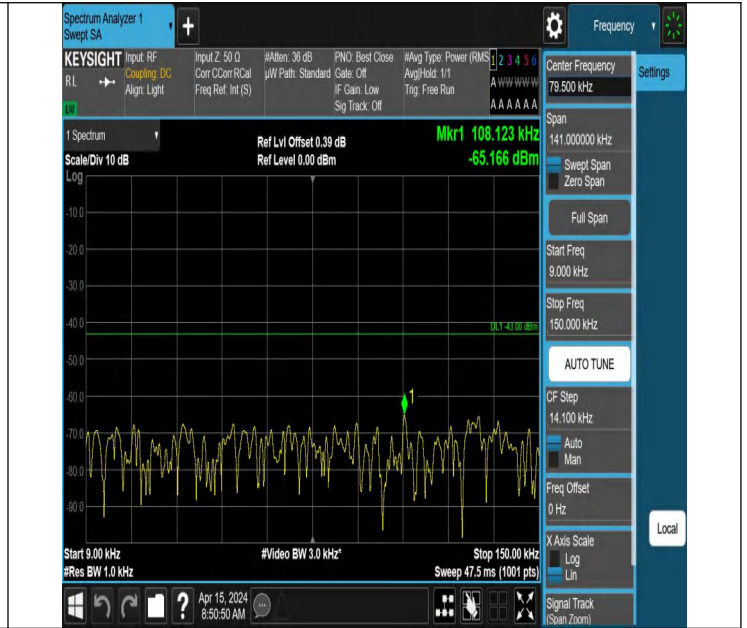 Spectrum Analyzer 1
Swept SA
+
Frequency
KEYSIGHT
RL
Input: RF
Coupling: DC
Align: Light
Input Z: 50 Ω
Corr CCorr RCal
Freq Ref: Int (S)
#Atten: 36 dB
µW Path: Standard
PNO: Best Close
Gate: Off
IF Gain: Low
Sig Track: Off
#Avg Type: Power (RMS
Avg|Hold: 1/1
Trig: Free Run
1 2 3 4 5 6
A W W W W W
A A A A A A
1 Spectrum
Scale/Div 10 dB
Log
Ref Lvl Offset 0.39 dB
Ref Level 0.00 dBm
Mkr1 108.123 kHz
-65.166 dBm
-10.0
-20.0
-30.0
-40.0
DL1 -43.00 dBm
-50.0
-60.0
1
-70.0
-80.0
-90.0
Start 9.00 kHz
#Res BW 1.0 kHz
#Video BW 3.0 kHz*
Stop 150.00 kHz
Sweep 47.5 ms (1001 pts)
?
Apr 15, 2024
8:50:50 AM
Center Frequency
79.500 kHz
Span
141.000000 kHz
Swept Span
Zero Span
Full Span
Start Freq
9.000 kHz
Stop Freq
150.000 kHz
AUTO TUNE
CF Step
14.100 kHz
Auto
Man
Freq Offset
0 Hz
X Axis Scale
Log
Lin
Signal Track
(Span Zoom)
Settings
Local